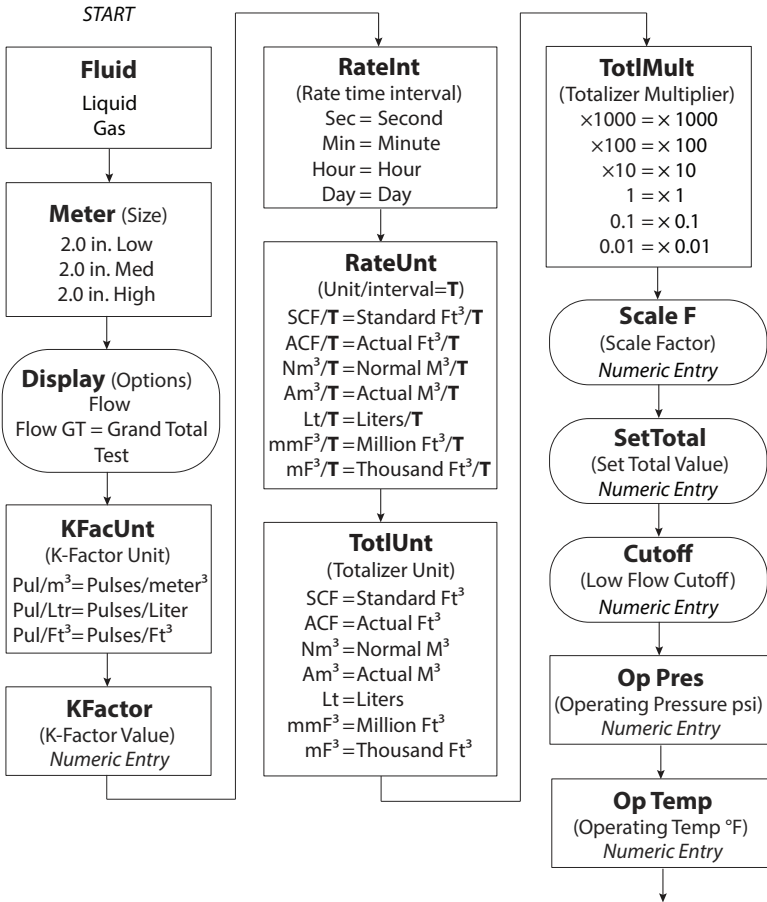 START
Fluid
Liquid
Gas
Meter (Size)
2.0 in. Low
2.0 in. Med
2.0 in. High
Display (Options)
Flow
Flow GT = Grand Total
Test
KFacUnt
(K-Factor Unit)
Pul/m³= Pulses/meter³
Pul/Ltr= Pulses/Liter
Pul/Ft³= Pulses/Ft³
KFactor
(K-Factor Value)
Numeric Entry
RateInt
(Rate time interval)
Sec = Second
Min = Minute
Hour = Hour
Day = Day
RateUnt
(Unit/interval=T)
SCF/T = Standard Ft³/T
ACF/T = Actual Ft³/T
Nm³/T = Normal M³/T
Am³/T = Actual M³/T
Lt/T = Liters/T
mmF³/T = Million Ft³/T
mF³/T = Thousand Ft³/T
TotlUnt
(Totalizer Unit)
SCF = Standard Ft³
ACF = Actual Ft³
Nm³ = Normal M³
Am³ = Actual M³
Lt = Liters
mmF³ = Million Ft³
mF³ = Thousand Ft³
TotlMult
(Totalizer Multiplier)
×1000 = × 1000
×100 = × 100
×10 = × 10
1 = × 1
0.1 = × 0.1
0.01 = × 0.01
Scale F
(Scale Factor)
Numeric Entry
SetTotal
(Set Total Value)
Numeric Entry
Cutoff
(Low Flow Cutoff)
Numeric Entry
Op Pres
(Operating Pressure psi)
Numeric Entry
Op Temp
(Operating Temp °F)
Numeric Entry